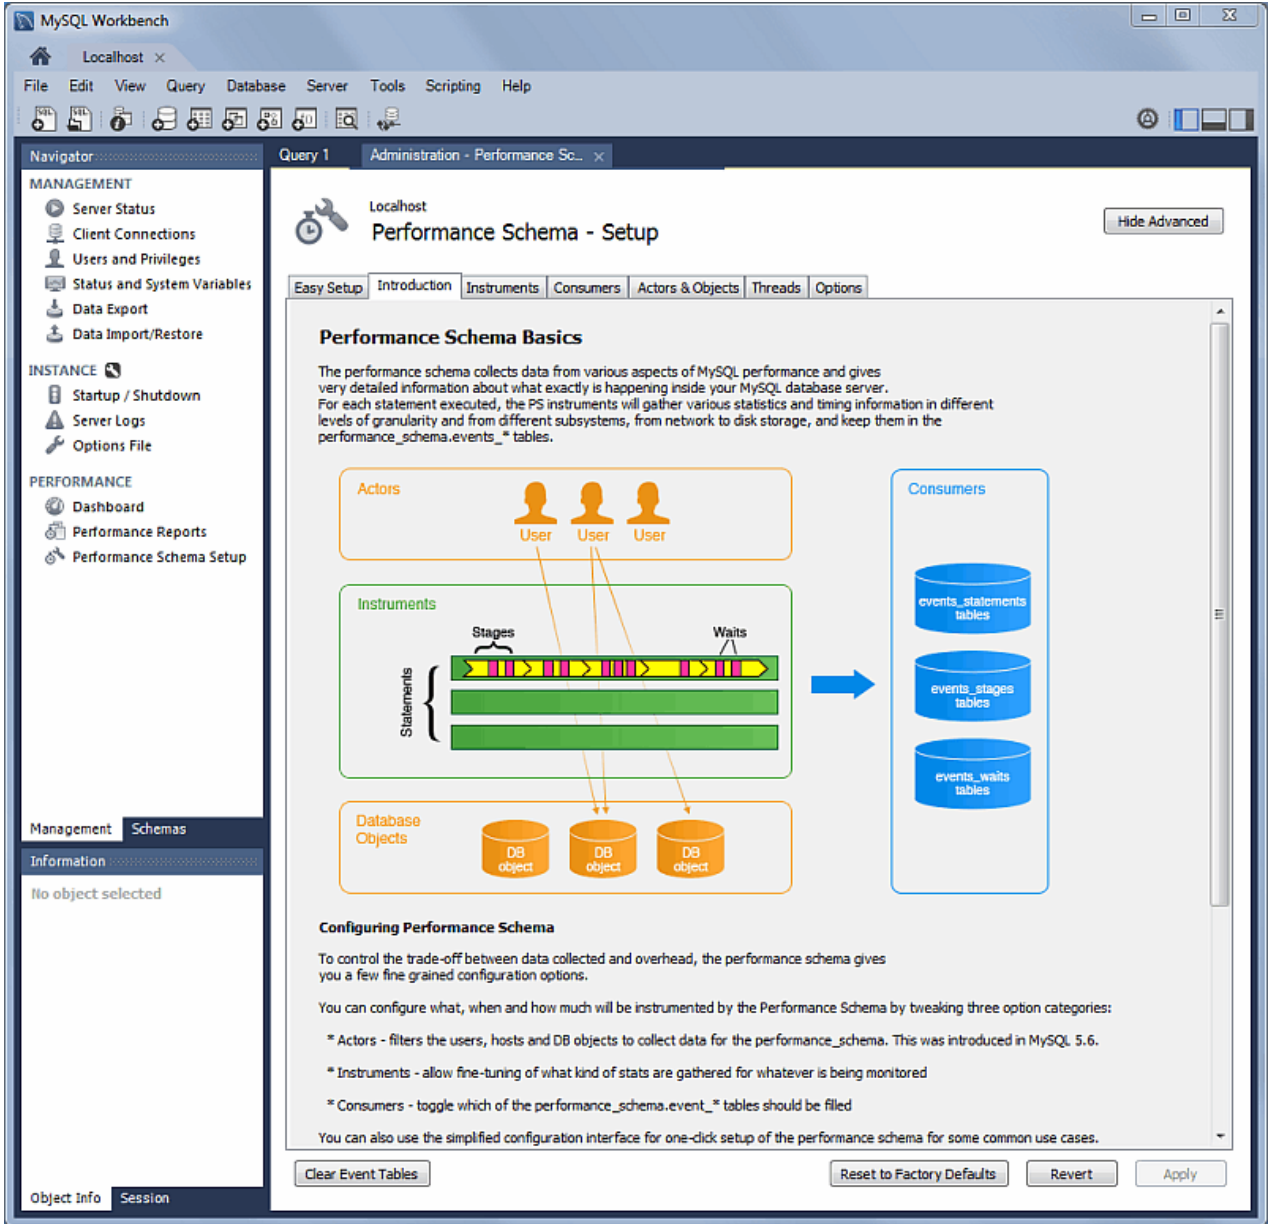 MySQL Workbench
Localhost
File Edit View Query Database Server Tools Scripting Help
Navigator
MANAGEMENT
Server Status
Client Connections
Users and Privileges
Status and System Variables
Data Export
Data Import/Restore
INSTANCE
Startup / Shutdown
Server Logs
Options File
PERFORMANCE
Dashboard
Performance Reports
Performance Schema Setup
Management Schemas
Information
No object selected
Object Info Session
Query 1 Administration - Performance Sc...
Localhost
Performance Schema - Setup
Hide Advanced
Easy Setup Introduction Instruments Consumers Actors & Objects Threads Options
Performance Schema Basics
The performance schema collects data from various aspects of MySQL performance and gives
very detailed information about what exactly is happening inside your MySQL database server.
For each statement executed, the PS instruments will gather various statistics and timing information in different
levels of granularity and from different subsystems, from network to disk storage, and keep them in the
performance_schema.events_* tables.
Actors
User User User
Instruments
Stages Waits
Statements
Database
Objects
DB
object
DB
object
DB
object
Consumers
events_statements
tables
events_stages
tables
events_waits
tables
Configuring Performance Schema
To control the trade-off between data collected and overhead, the performance schema gives
you a few fine grained configuration options.
You can configure what, when and how much will be instrumented by the Performance Schema by tweaking three option categories:
* Actors - filters the users, hosts and DB objects to collect data for the performance_schema. This was introduced in MySQL 5.6.
* Instruments - allow fine-tuning of what kind of stats are gathered for whatever is being monitored
* Consumers - toggle which of the performance_schema.event_* tables should be filled
You can also use the simplified configuration interface for one-click setup of the performance schema for some common use cases.
Clear Event Tables Reset to Factory Defaults Revert Apply